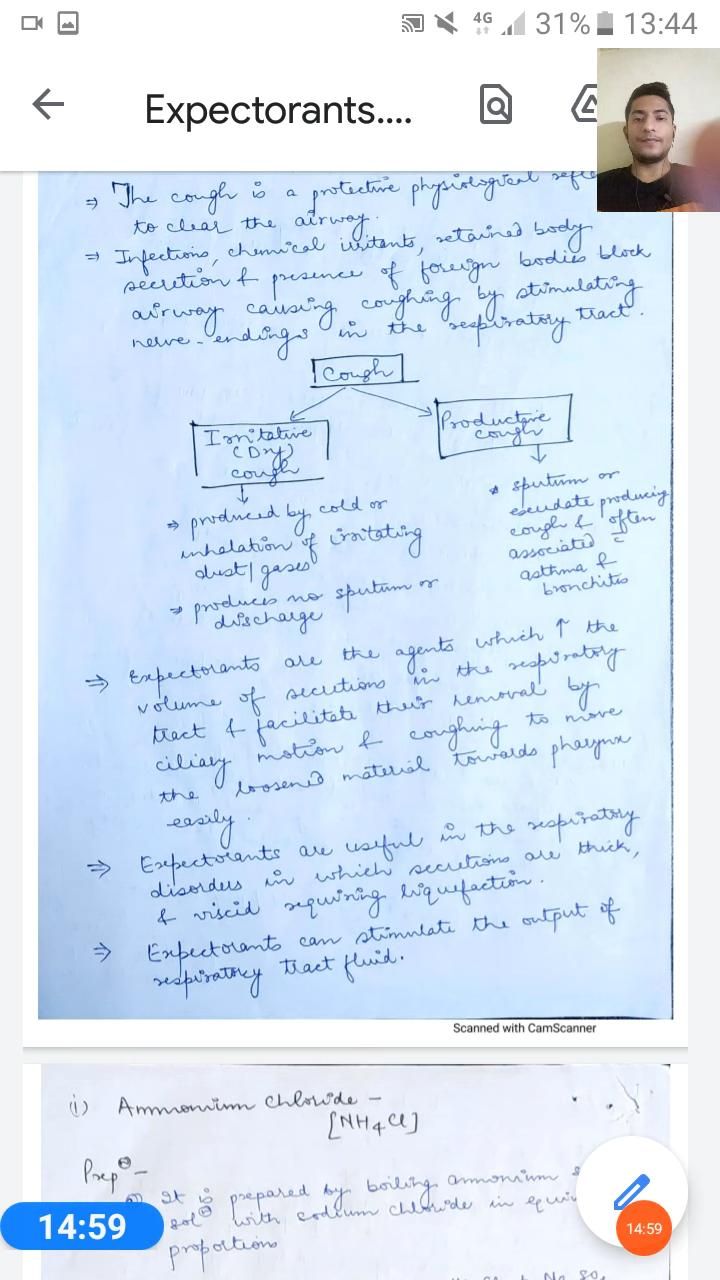 4G 31% 13:44
Expectorants....
⇒ The cough is a protective physiological refle
to clear the airway.
⇒ Infections, chemical irritants, retained body
secretion & presence of foreign bodies block
airway causing coughing by stimulating
nerve-endings in the respiratory tract.
Cough
Irritative
(Dry)
cough
Productive
cough
⇒ produced by cold or
inhalation of irritating
dust/gases
⇒ produces no sputum or
discharge
* sputum or
exudate producing
cough & often
associated c̄
asthma &
bronchitis
⇒ Expectorants are the agents which ↑ the
volume of secretions in the respiratory
tract & facilitate their removal by
ciliary motion & coughing to move
the loosened material towards pharynx
easily.
⇒ Expectorants are useful in the respiratory
disorders in which secretions are thick,
& viscid requiring liquefaction.
⇒ Expectorants can stimulate the output of
respiratory tract fluid.
Scanned with CamScanner
i) Ammonium chloride -
[NH4Cl]
Prepⁿ -
It is prepared by boiling ammonium
solⁿ with sodium chloride in equi
proportions
14:59
14:59